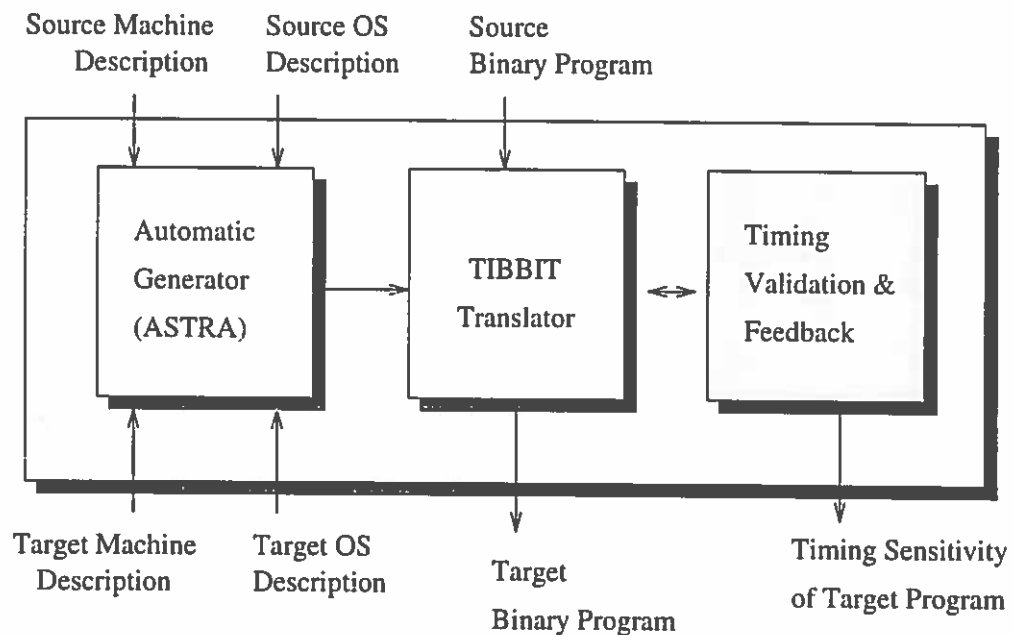 Source Machine
Description
Source OS
Description
Source
Binary Program
Automatic
Generator
(ASTRA)
TIBBIT
Translator
Timing
Validation &
Feedback
Target Machine
Description
Target OS
Description
Target
Binary Program
Timing Sensitivity
of Target Program